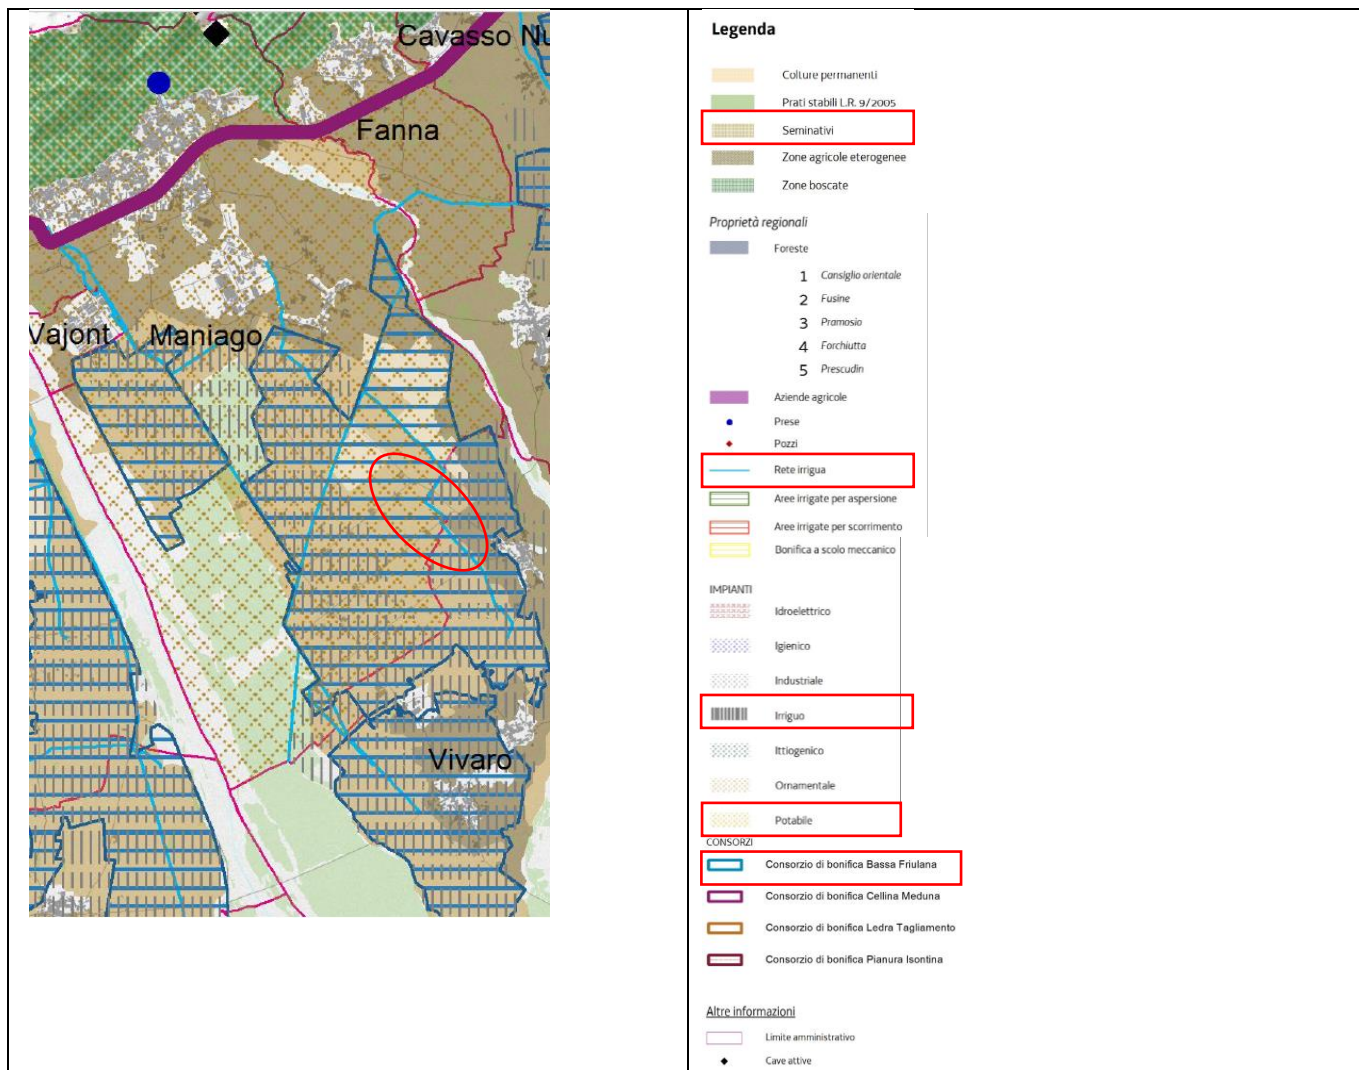 Cavasso Nu
Fanna
Vajont
Maniago
Vivaro
Legenda
Colture permanenti
Prati stabili L.R. 9/2005
Seminativi
Zone agricole eterogenee
Zone boscate
Proprietà regionali
Foreste
1 Cansiglio orientale
2 Fusine
3 Pramosio
4 Forchiutta
5 Prescudin
Aziende agricole
Prese
Pozzi
Rete irrigua
Aree irrigate per aspersione
Aree irrigate per scorrimento
Bonifica a scolo meccanico
IMPIANTI
Idroelettrico
Igienico
Industriale
Irriguo
Ittiogenico
Ornamentale
Potabile
CONSORZI
Consorzio di bonifica Bassa Friulana
Consorzio di bonifica Cellina Meduna
Consorzio di bonifica Ledra Tagliamento
Consorzio di bonifica Pianura Isontina
Altre informazioni
Limite amministrativo
Cave attive